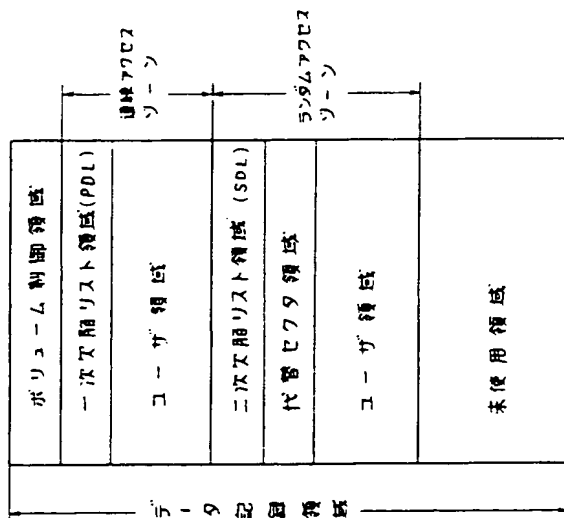 ボリューム制御領域
一次欠陥リスト領域(PDL)
ユーザ領域
二次欠陥リスト領域(SDL)
代替セクタ領域
ユーザ領域
未使用領域
連続アクセス
ゾーン
ランダムアクセス
ゾーン
データ記録領域